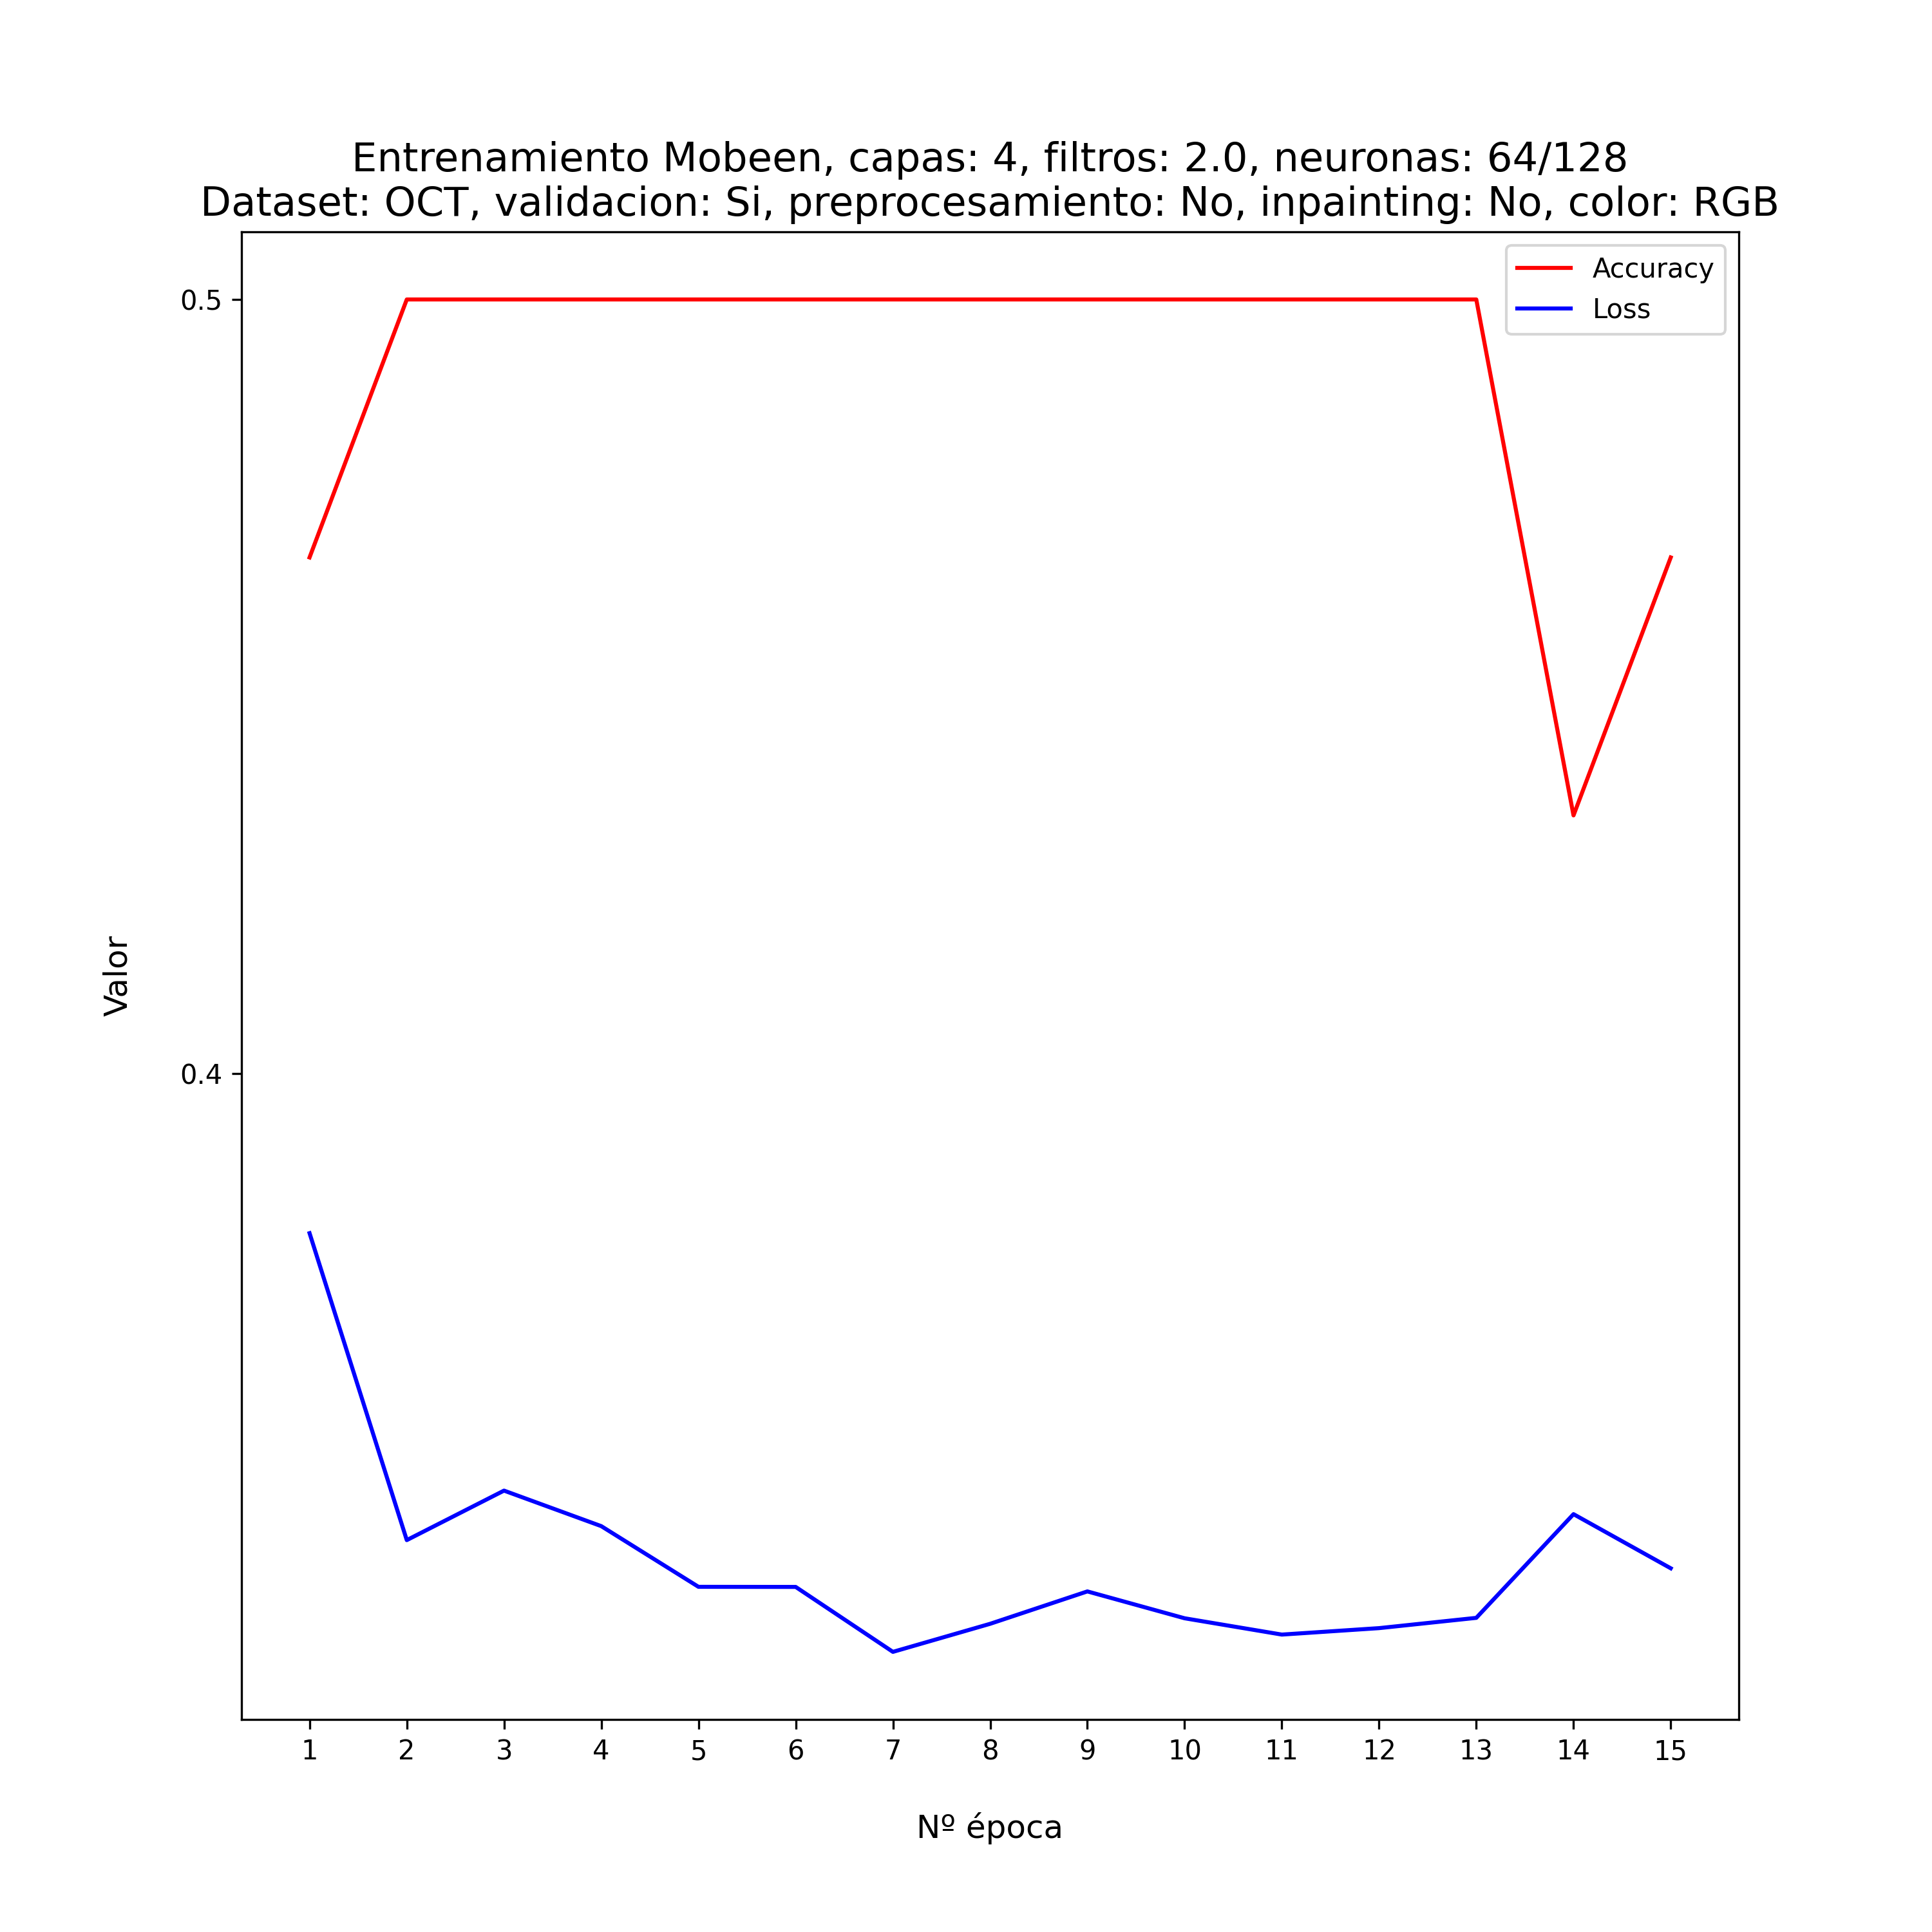 Entrenamiento Mobeen, capas: 4, filtros: 2.0, neuronas: 64/128
Dataset: OCT, validacion: Si, preprocesamiento: No, inpainting: No, color: RGB
Accuracy
Loss
0.5
0.4
Valor
1 2 3 4 5 6 7 8 9 10 11 12 13 14 15
Nº época